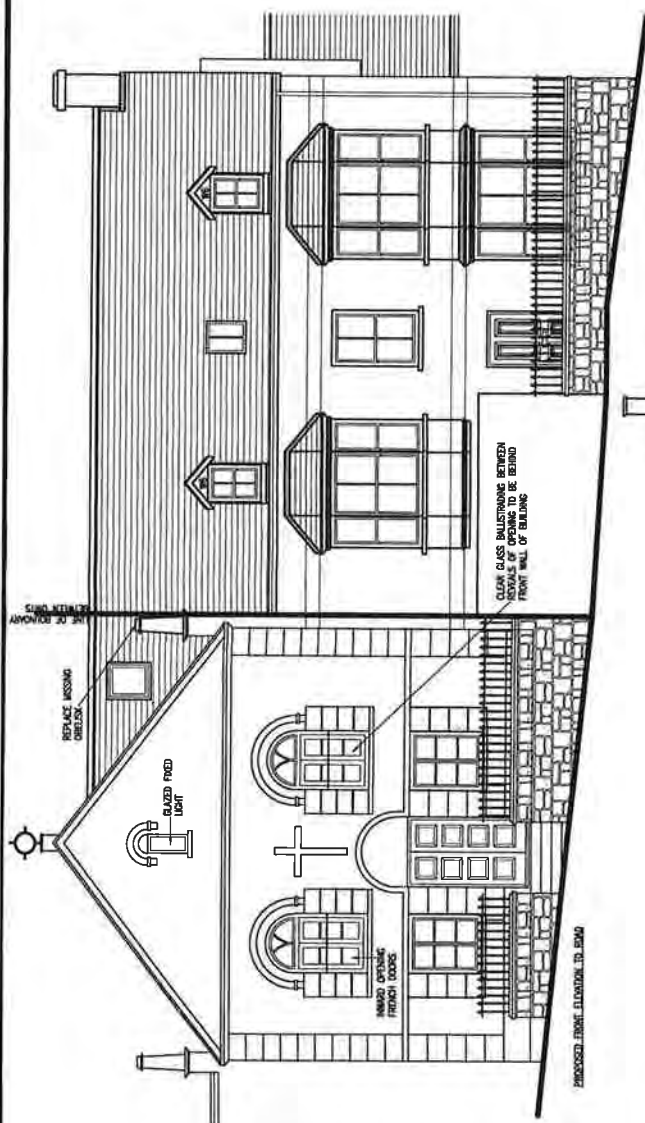 LINE OF BOUNDARY
BETWEEN UNITS
REPLACE MISSING
OBELISK
GLAZED FIXED
LIGHT
CLEAR GLASS BALUSTRADING BETWEEN
REVEALS OF OPENING TO BE BEHIND
FRONT WALL OF BUILDING
INWARD OPENING
FRENCH DOORS
PROPOSED FRONT ELEVATION TO ROAD